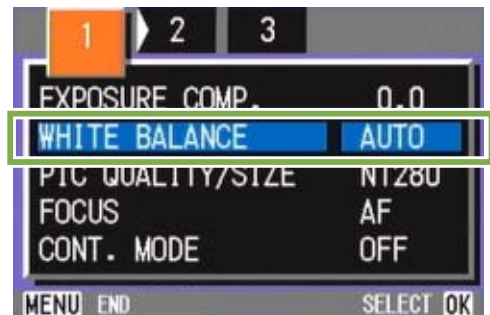 1 2 3
EXPOSURE COMP. 0.0
WHITE BALANCE AUTO
PIC QUALITY/SIZE N1280
FOCUS AF
CONT. MODE OFF
MENU END SELECT OK